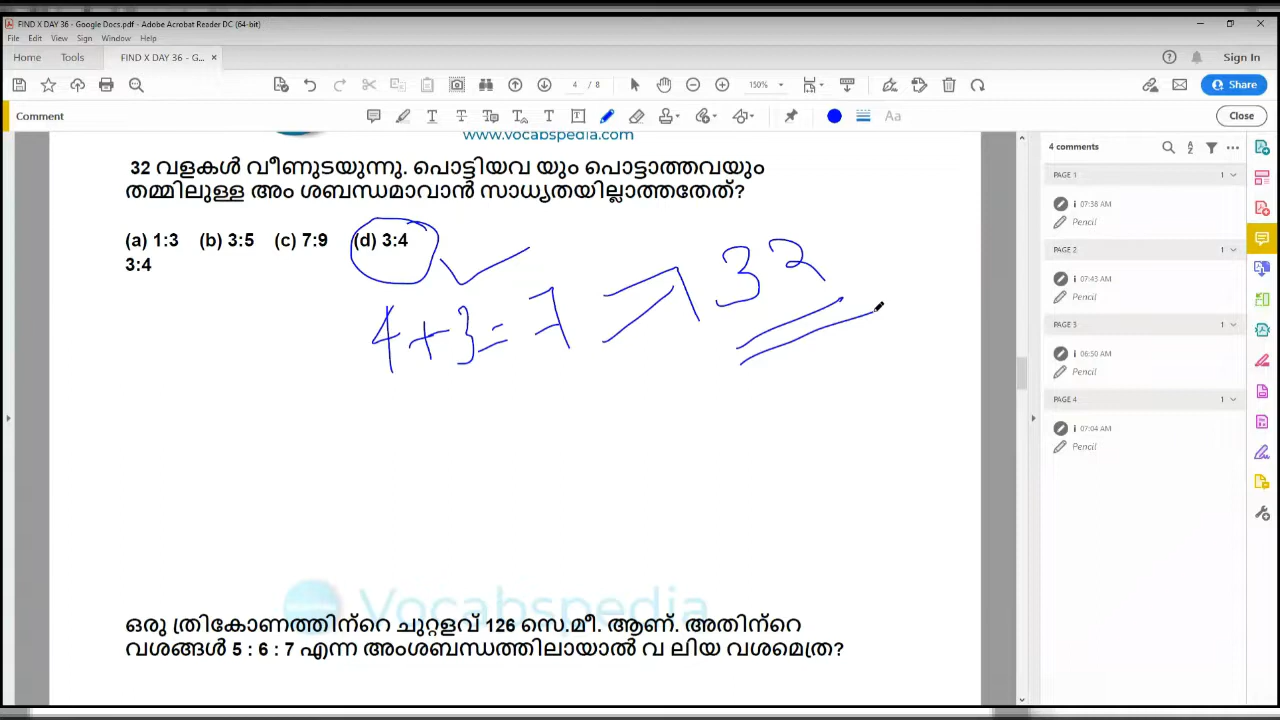 FIND X DAY 36 - Google Docs.pdf - Adobe Acrobat Reader DC (64-bit)
File Edit View Sign Window Help
Home Tools FIND X DAY 36 - G... × Sign In
4 / 8 150% Share
Comment Aa Close
www.vocabspedia.com
32 വളകൾ വീണുടയുന്നു. പൊട്ടിയവ യും പൊട്ടാത്തവയും
തമ്മിലുള്ള അം ശബന്ധമാവാൻ സാധ്യതയില്ലാത്തതേത്?
(a) 1:3 (b) 3:5 (c) 7:9 (d) 3:4
3:4
32
4+3=7
Vocabspedia
ഒരു ത്രികോണത്തിന്റെ ചുറ്റളവ് 126 സെ.മീ. ആണ്. അതിന്റെ
വശങ്ങൾ 5 : 6 : 7 എന്ന അംശബന്ധത്തിലായാൽ വ ലിയ വശമെത്ര?
4 comments
PAGE 1 1
i 07:38 AM
Pencil
PAGE 2 1
i 07:43 AM
Pencil
PAGE 3 1
i 06:50 AM
Pencil
PAGE 4 1
i 07:04 AM
Pencil